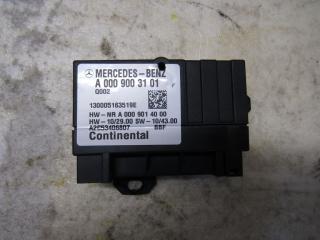 MERCEDES-BENZ
A 000 900 31 01
Q002
130005163519E
HW-NR A 000 901 40 00
HW-10/29.00 SW-10/43.00
A2C53406807 BBF
Continental